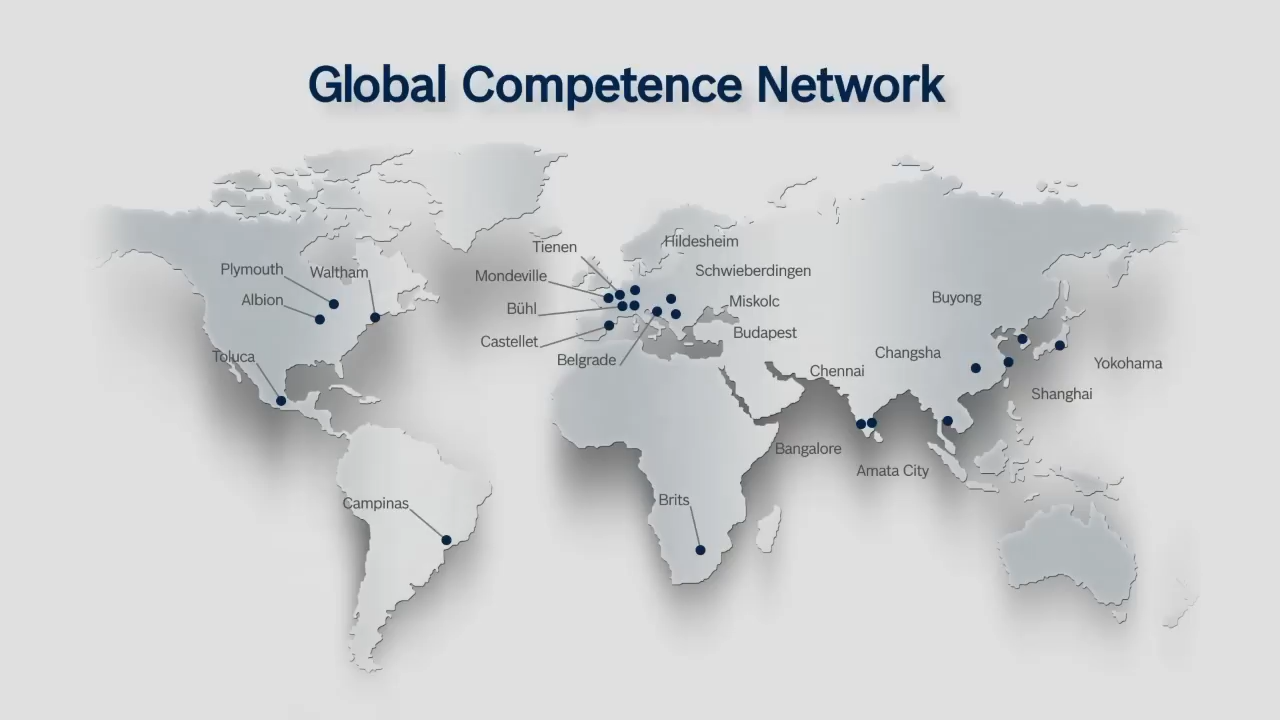 Global Competence Network
Tienen
Hildesheim
Plymouth
Waltham
Mondeville
Schwieberdingen
Albion
Bühl
Miskolc
Buyong
Castellet
Budapest
Toluca
Belgrade
Changsha
Chennai
Yokohama
Shanghai
Bangalore
Amata City
Campinas
Brits